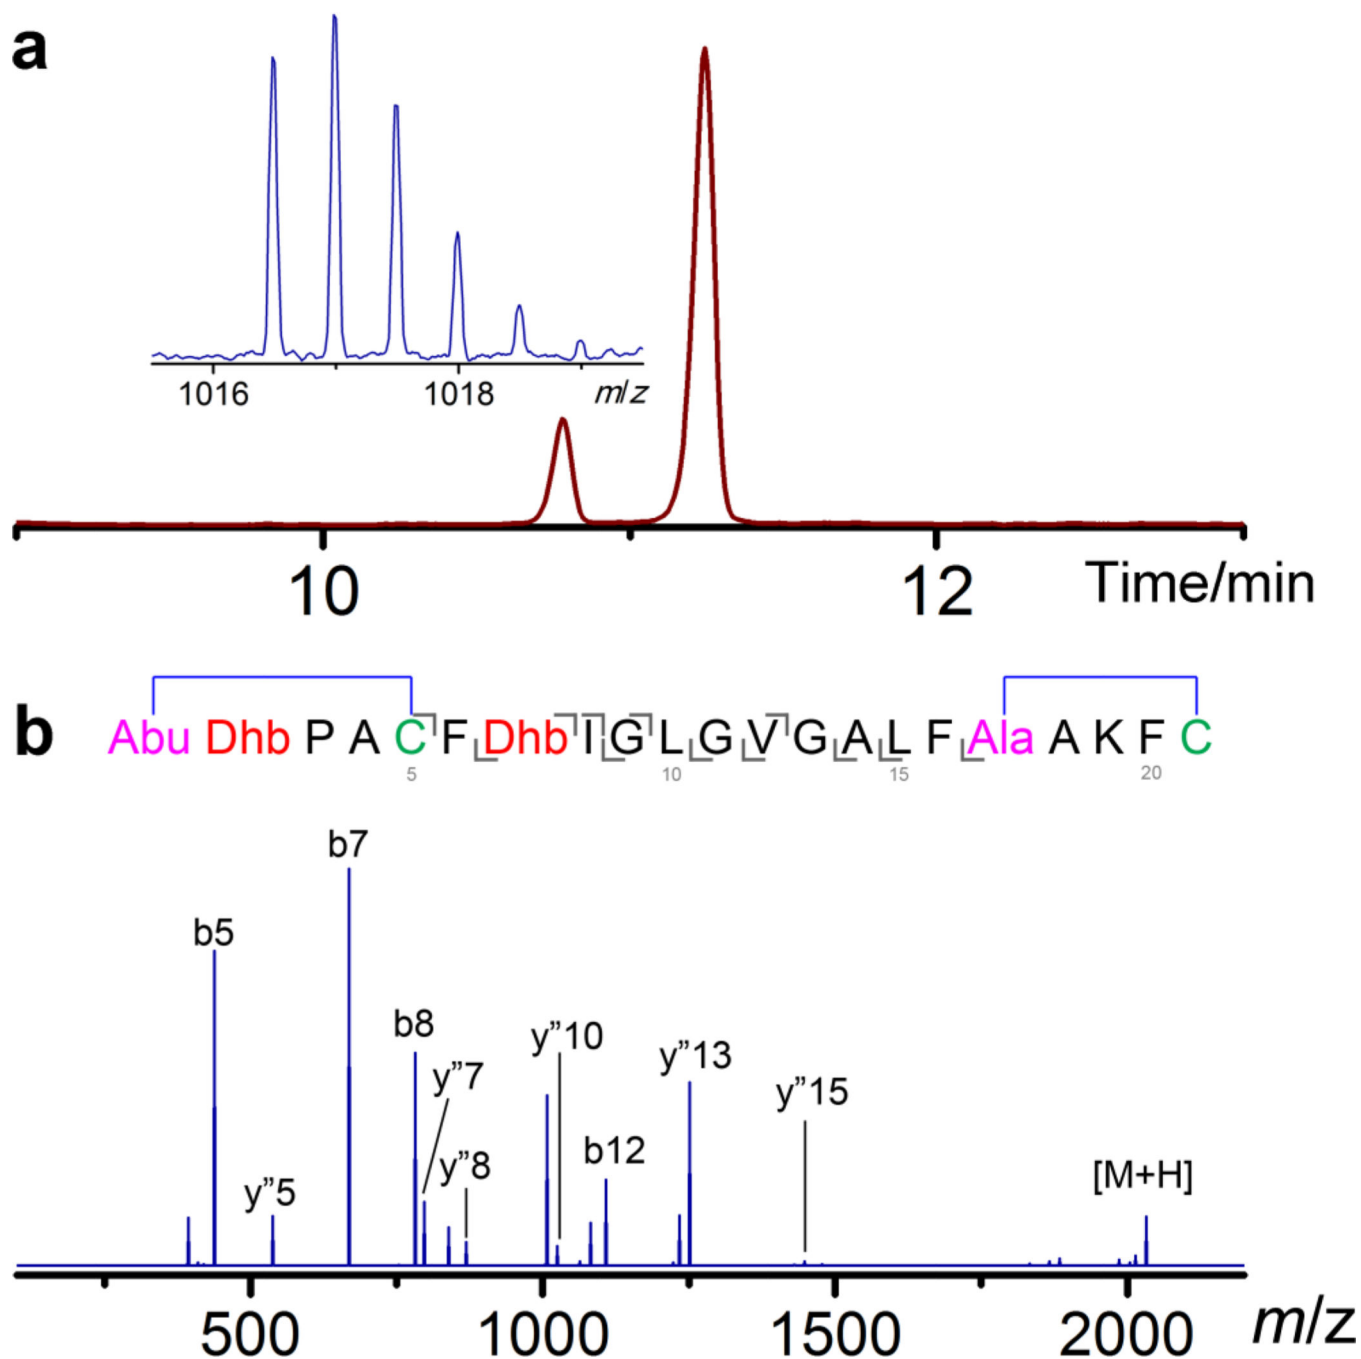 a
1016 1018 m/z
10 12 Time/min
b Abu Dhb P A C F Dhb I G L G V G A L F Ala A K F C
5 10 15 20
b7
b5
b8
y”10
y”13
y”7
y”15
b12
y”8
[M+H]
y”5
500 1000 1500 2000 m/z